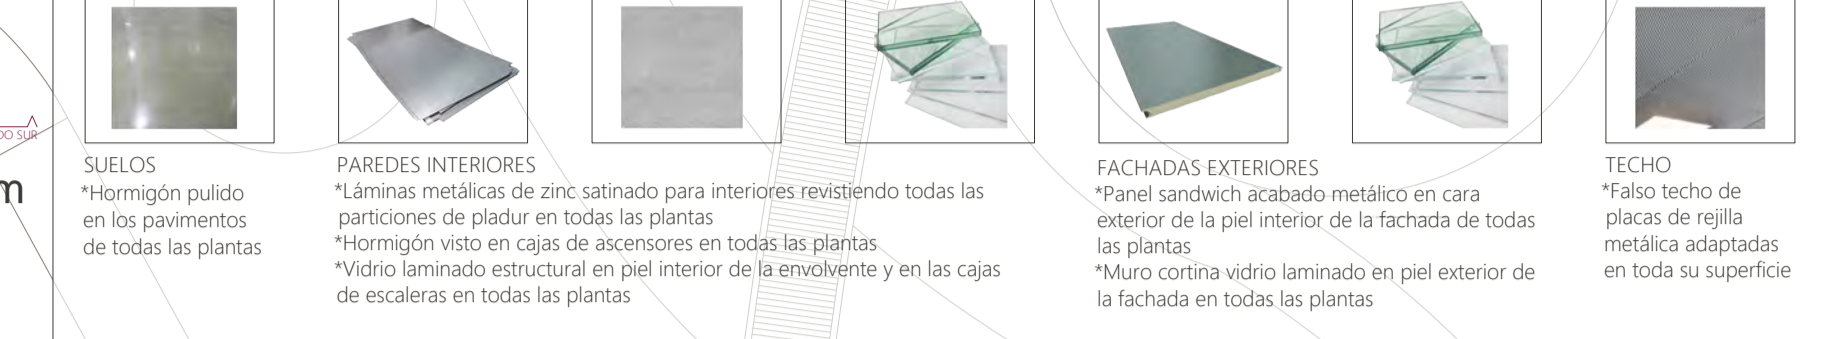 DO SUR
m
SUELOS
*Hormigón pulido
en los pavimentos
de todas las plantas
PAREDES INTERIORES
*Láminas metálicas de zinc satinado para interiores revistiendo todas las
particiones de pladur en todas las plantas
*Hormigón visto en cajas de ascensores en todas las plantas
*Vidrio laminado estructural en piel interior de la envolvente y en las cajas
de escaleras en todas las plantas
FACHADAS EXTERIORES
*Panel sandwich acabado metálico en cara
exterior de la piel interior de la fachada de todas
las plantas
*Muro cortina vidrio laminado en piel exterior de
la fachada en todas las plantas
TECHO
*Falso techo de
placas de rejilla
metálica adaptadas
en toda su superficie